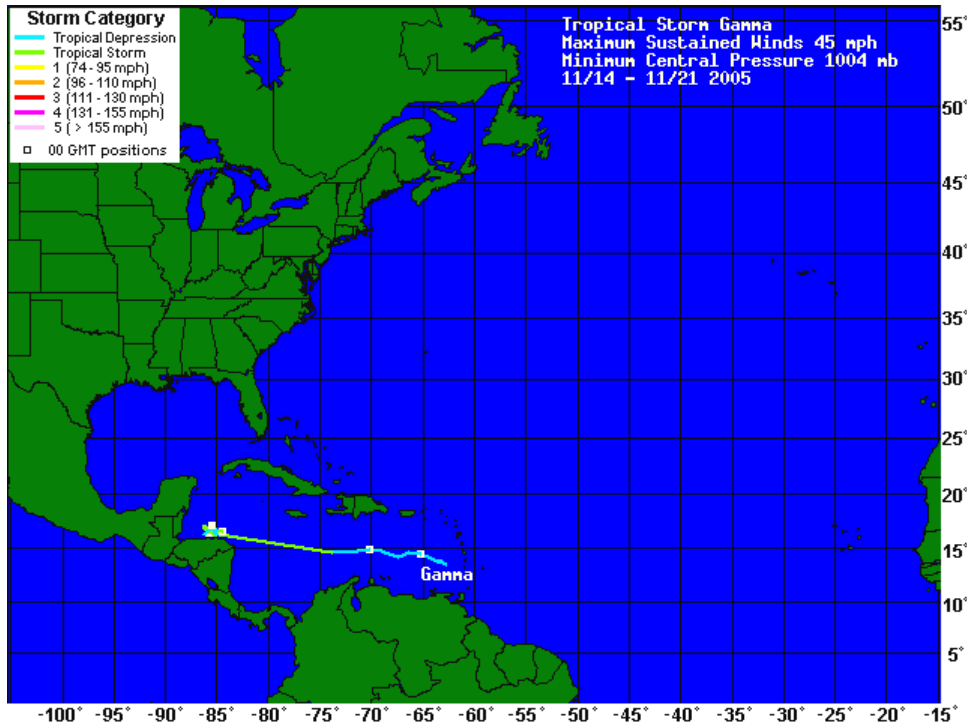 Storm Category
Tropical Depression
Tropical Storm
1 (74 - 95 mph)
2 (96 - 110 mph)
3 (111 - 130 mph)
4 (131 - 155 mph)
5 ( > 155 mph)
00 GMT positions
Tropical Storm Gamma
Maximum Sustained Winds 45 mph
Minimum Central Pressure 1004 mb
11/14 - 11/21 2005
55°
50°
45°
40°
35°
30°
25°
20°
15°
10°
5°
Gamma
-100° -95° -90° -85° -80° -75° -70° -65° -60° -55° -50° -45° -40° -35° -30° -25° -20° -15°